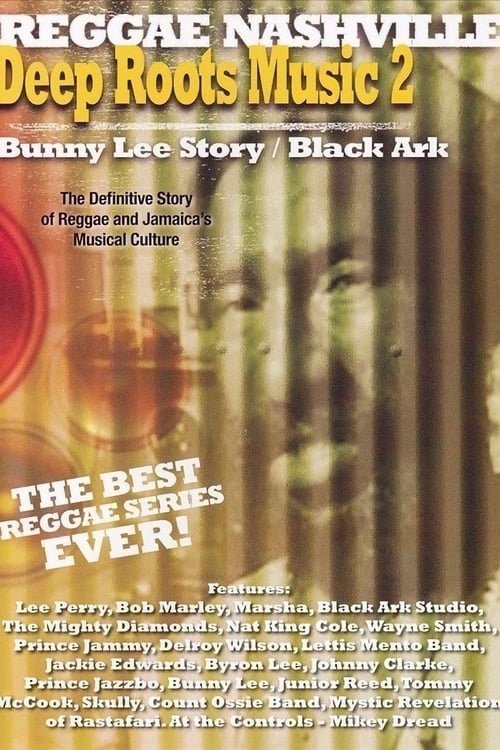 REGGAE NASHVILLE
Deep Roots Music 2
Bunny Lee Story / Black Ark
The Definitive Story
of Reggae and Jamaica's
Musical Culture
THE BEST
REGGAE SERIES
EVER!
Features:
Lee Perry, Bob Marley, Marsha, Black Ark Studio,
The Mighty Diamonds, Nat King Cole, Wayne Smith,
Prince Jammy, Delroy Wilson, Lettis Mento Band,
Jackie Edwards, Byron Lee, Johnny Clarke,
Prince Jazzbo, Bunny Lee, Junior Reed, Tommy
McCook, Skully, Count Ossie Band, Mystic Revelation
of Rastafari. At the Controls - Mikey Dread